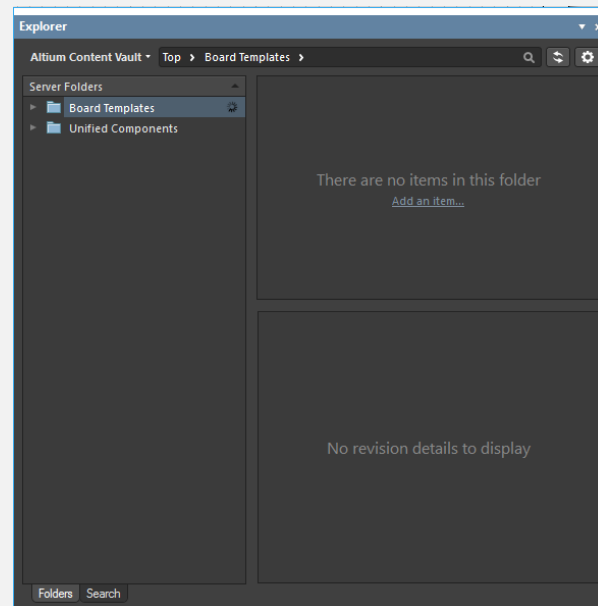 Explorer
Altium Content Vault Top Board Templates
Server Folders
Board Templates
Unified Components
There are no items in this folder
Add an item...
No revision details to display
Folders Search